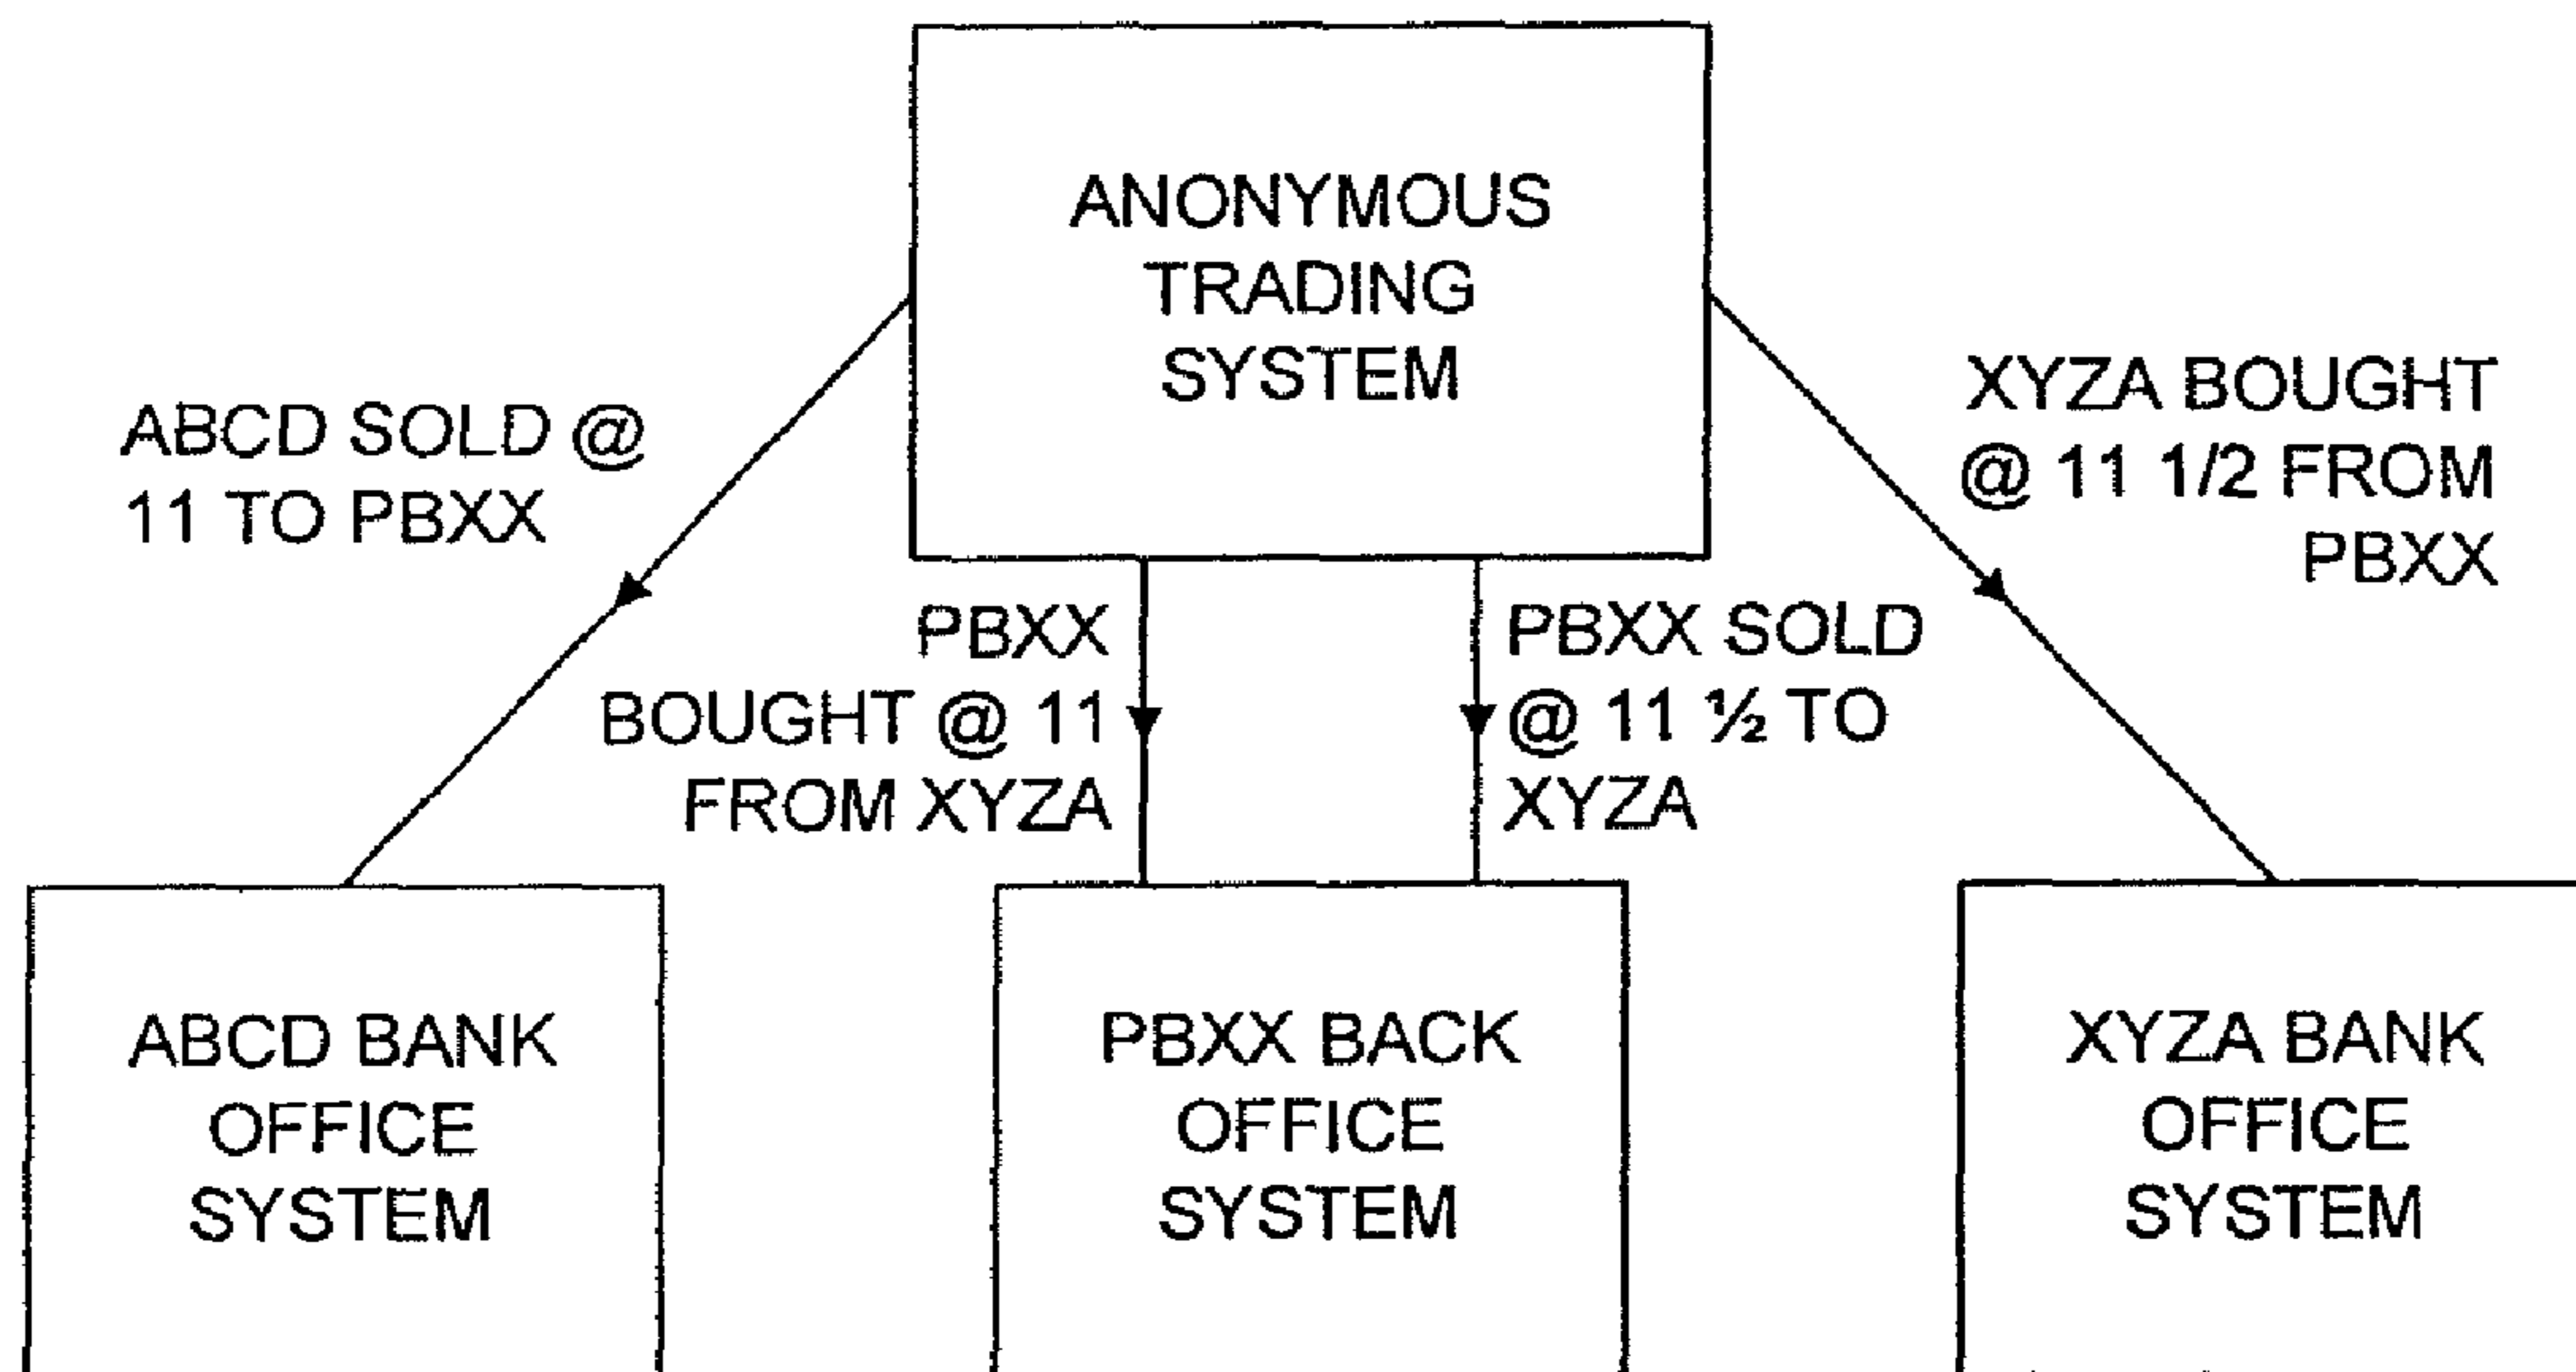 ANONYMOUS
TRADING
SYSTEM
ABCD SOLD @
11 TO PBXX
XYZA BOUGHT
@ 11 1/2 FROM
PBXX
PBXX
BOUGHT @ 11
FROM XYZA
PBXX SOLD
@ 11 ½ TO
XYZA
ABCD BANK
OFFICE
SYSTEM
PBXX BACK
OFFICE
SYSTEM
XYZA BANK
OFFICE
SYSTEM